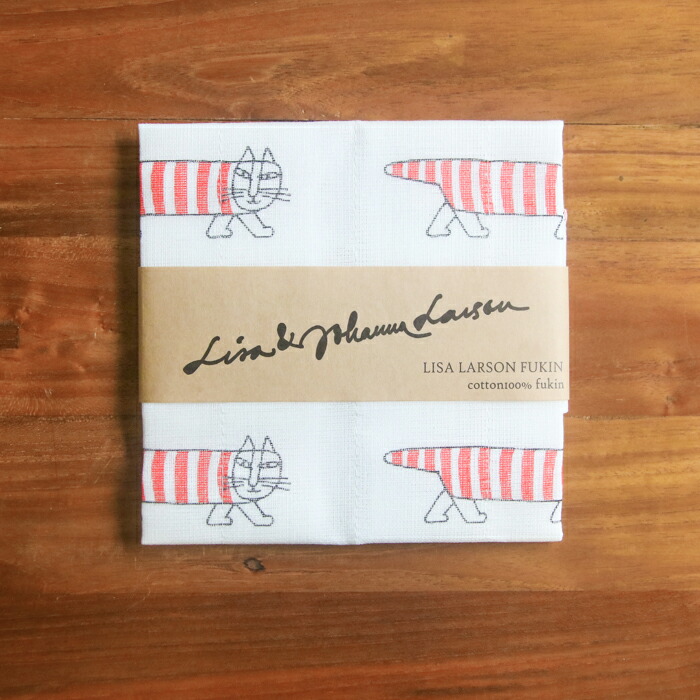 Lisa & Johanna Larson
LISA LARSON FUKIN
cotton100% fukin